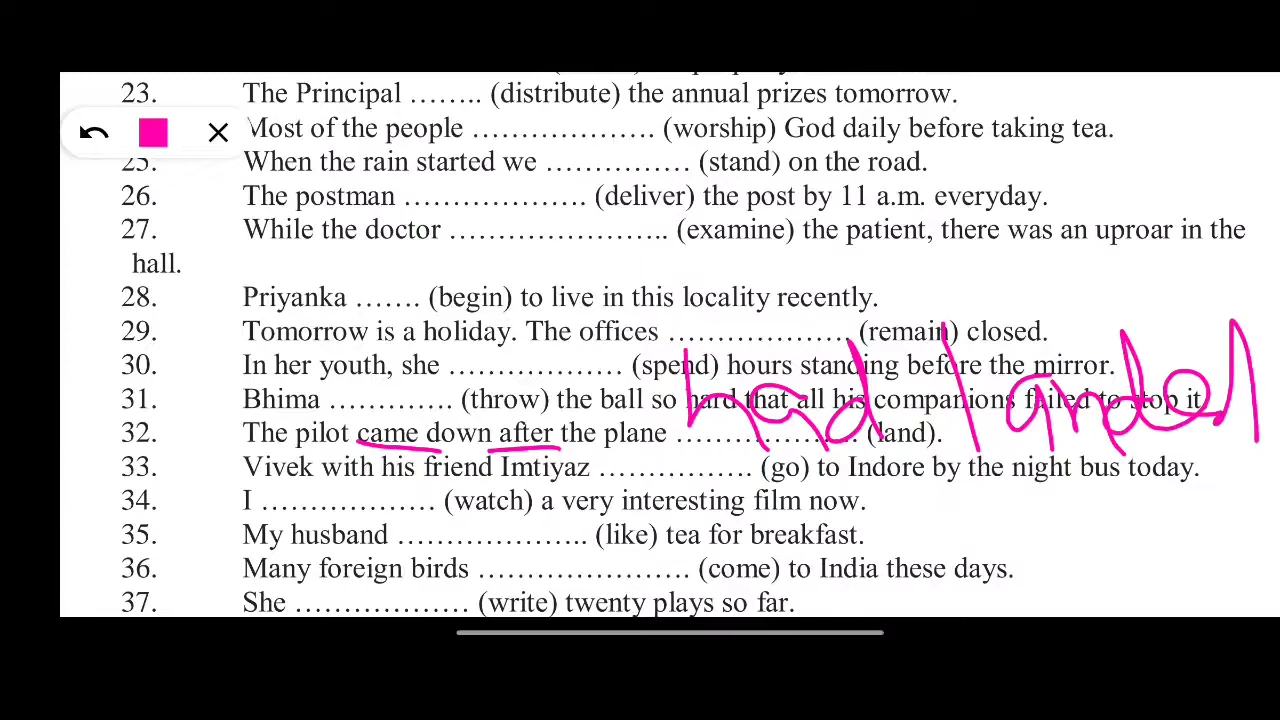 23. The Principal …….. (distribute) the annual prizes tomorrow.
Most of the people ………………. (worship) God daily before taking tea.
25. When the rain started we …………… (stand) on the road.
26. The postman ………………. (deliver) the post by 11 a.m. everyday.
27. While the doctor ………………….. (examine) the patient, there was an uproar in the
hall.
28. Priyanka ……. (begin) to live in this locality recently.
29. Tomorrow is a holiday. The offices ………………. (remain) closed.
30. In her youth, she ……………… (spend) hours standing before the mirror.
31. Bhima …………. (throw) the ball so hard that all his companions failed to stop it.
had landed
32. The pilot came down after the plane ………………. (land).
33. Vivek with his friend Imtiyaz ……………. (go) to Indore by the night bus today.
34. I ……………… (watch) a very interesting film now.
35. My husband ……………….. (like) tea for breakfast.
36. Many foreign birds …………………. (come) to India these days.
37. She ……………… (write) twenty plays so far.